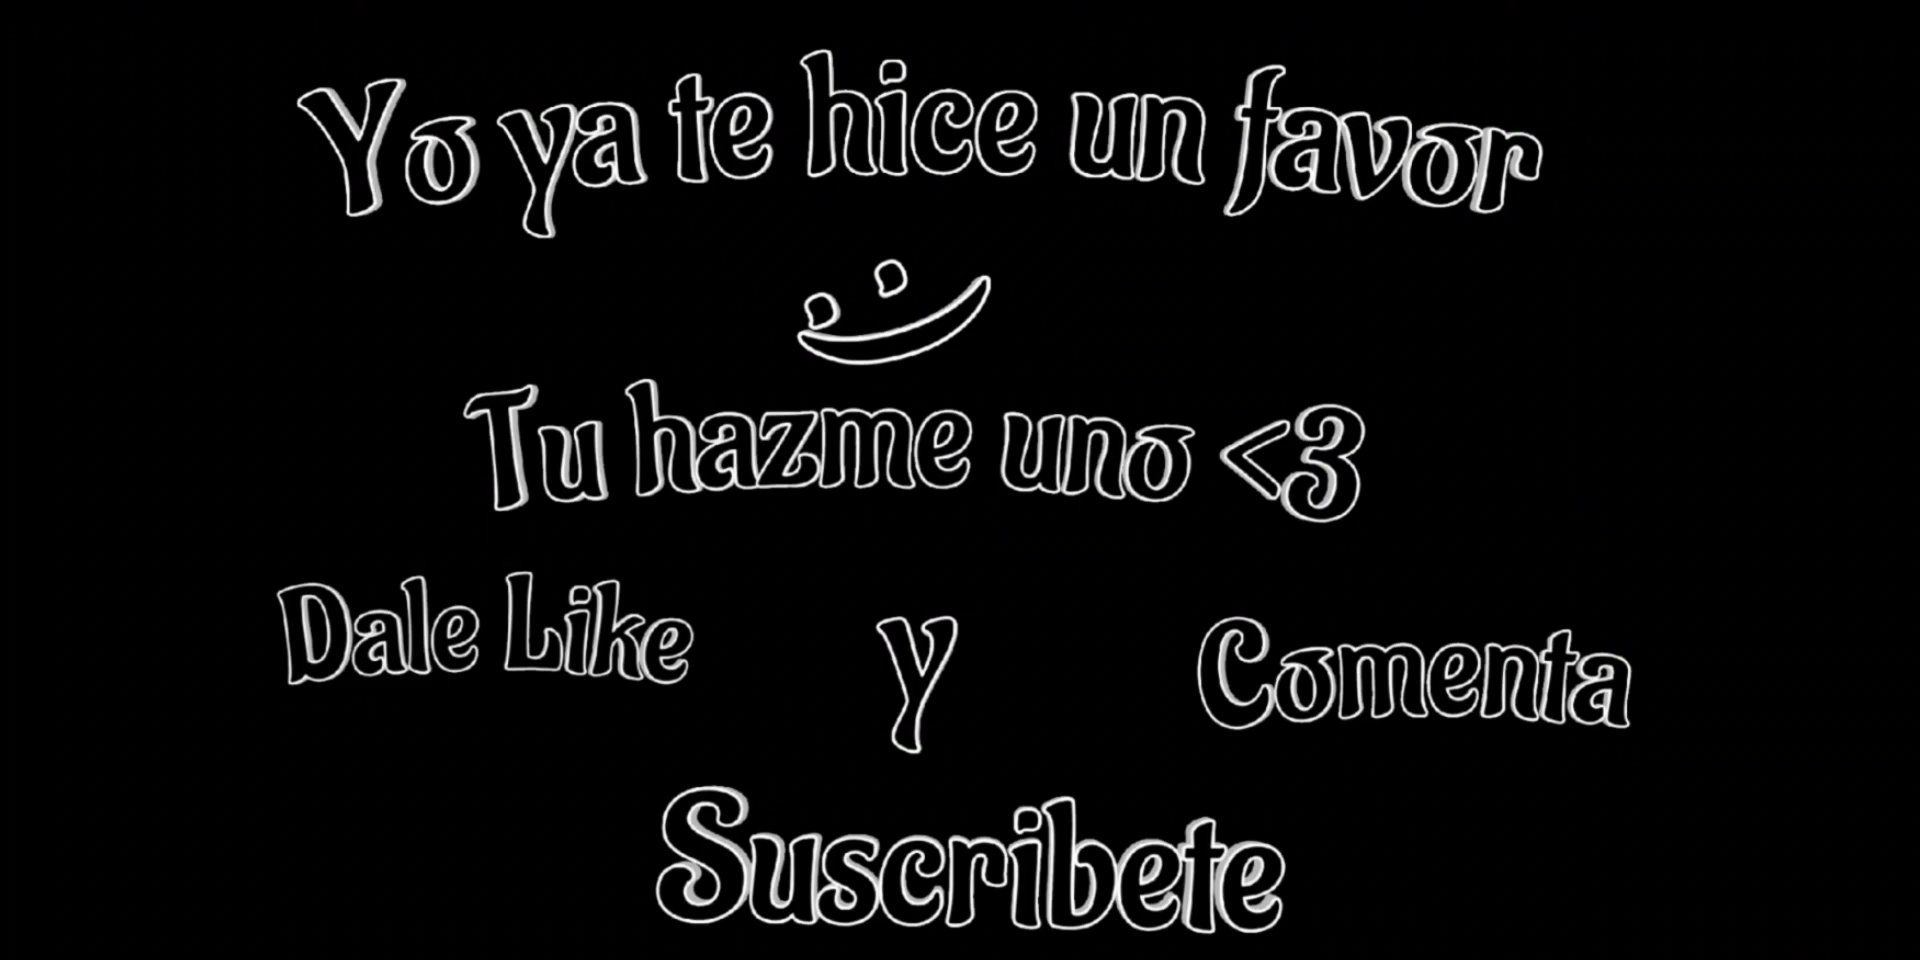 Yo ya te hice un favor
Tu hazme uno <3
Dale Like y Comenta
Suscribete